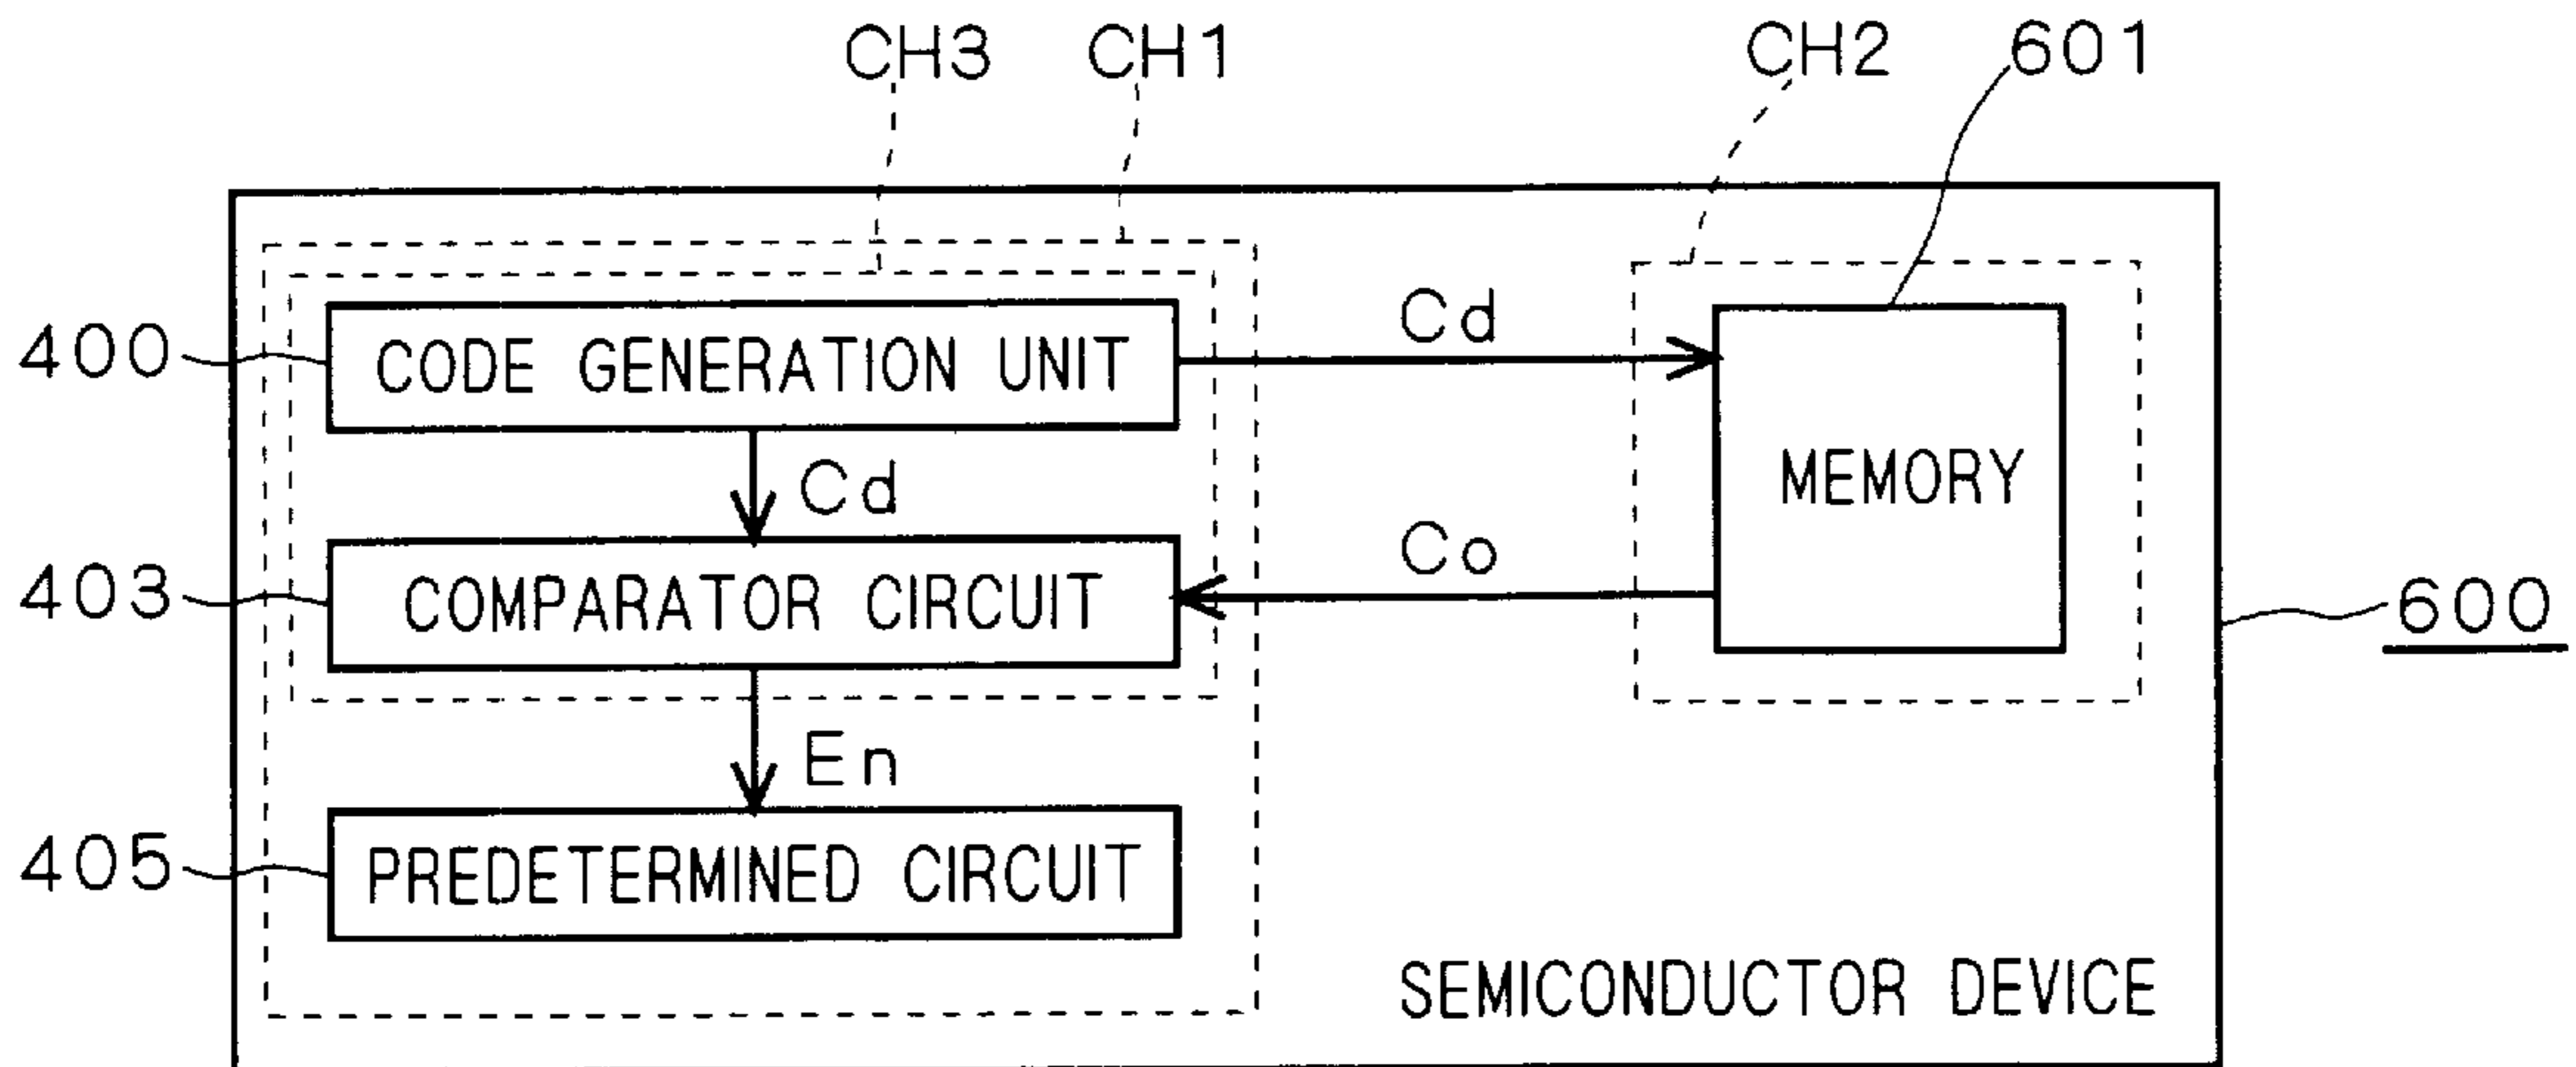 CH3 CH1 CH2 601
400 CODE GENERATION UNIT Cd
Cd MEMORY
403 COMPARATOR CIRCUIT Co 600
En
405 PREDETERMINED CIRCUIT
SEMICONDUCTOR DEVICE